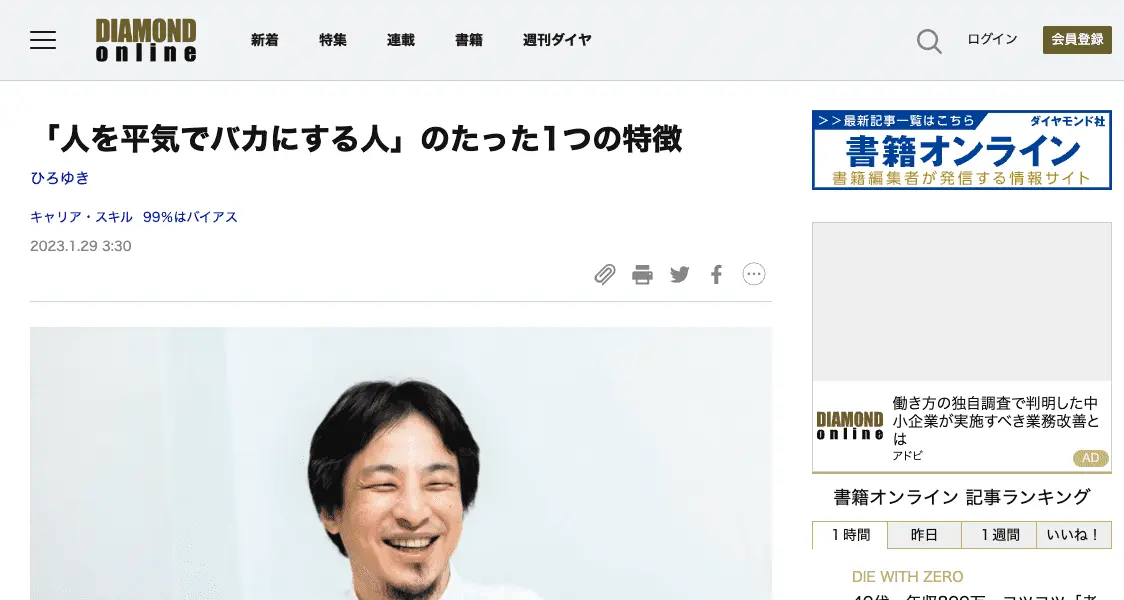 DIAMOND
online
新着
特集
連載
書籍
週刊ダイヤ
ログイン
会員登録
「人を平気でバカにする人」のたった1つの特徴
ひろゆき
キャリア・スキル 99%はバイアス
2023.1.29 3:30
>>最新記事一覧はこちら
ダイヤモンド社
書籍オンライン
書籍編集者が発信する情報サイト
DIAMOND
online
働き方の独自調査で判明した中
小企業が実施すべき業務改善と
は
アドビ
AD
書籍オンライン 記事ランキング
1時間
昨日
1週間
いいね!
DIE WITH ZERO